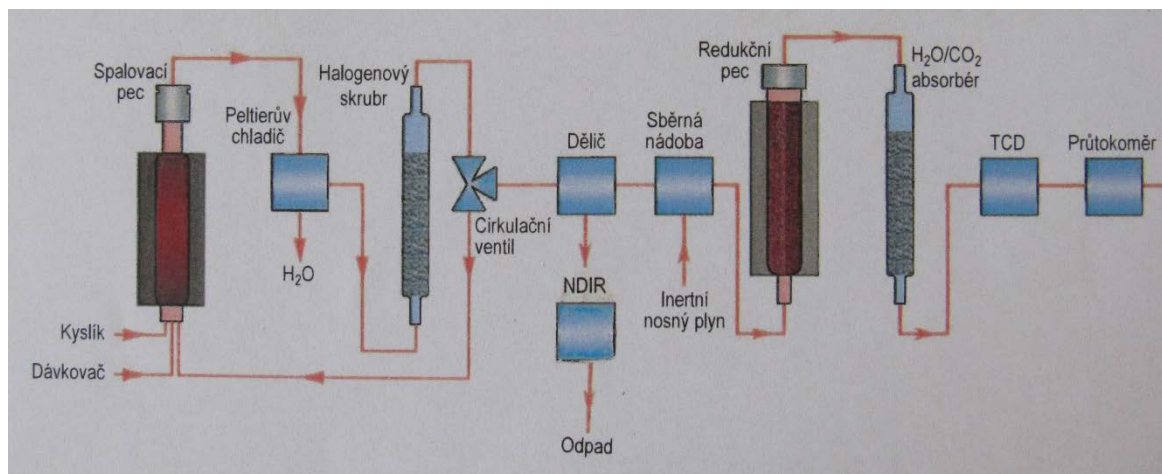 Spalovací
pec
Peltierův
chladič
H₂O
Halogenový
skrubr
Cirkulační
ventil
Kyslík
Dávkovač
Dělič
NDIR
Odpad
Sběrná
nádoba
Inertní
nosný plyn
Redukční
pec
H₂O/CO₂
absorbér
TCD
Průtokoměr